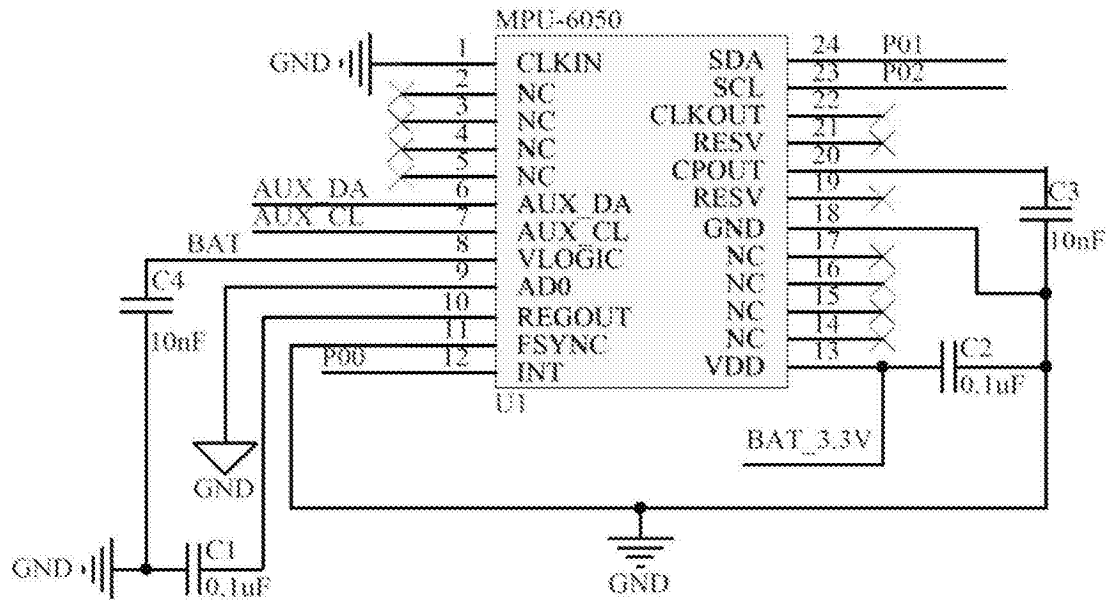 MPU-6050
GND 1 CLKIN SDA 24 P01
2 NC SCL 23 P02
3 NC CLKOUT 22
4 NC RESV 21
5 NC CPOUT 20
AUX_DA 6 AUX_DA RESV 19 C3
AUX_CL 7 AUX_CL GND 18 10nF
BAT 8 VLOGIC NC 17
C4 9 AD0 NC 16
10nF 10 REGOUT NC 15
11 FSYNC NC 14
P00 12 INT VDD 13 C2
0.1uF
U1
BAT_3.3V
GND
GND C1
0.1uF
GND